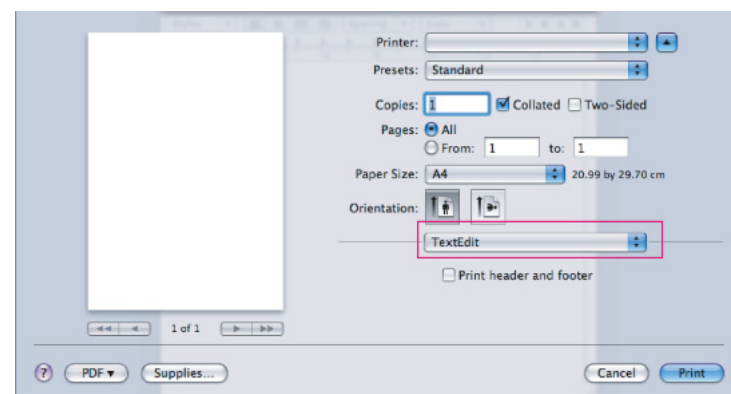 Printer:
Presets: Standard
Copies: 1 Collated Two-Sided
Pages: All
From: 1 to: 1
Paper Size: A4 20.99 by 29.70 cm
Orientation:
TextEdit
Print header and footer
1 of 1
? PDF Supplies... Cancel Print